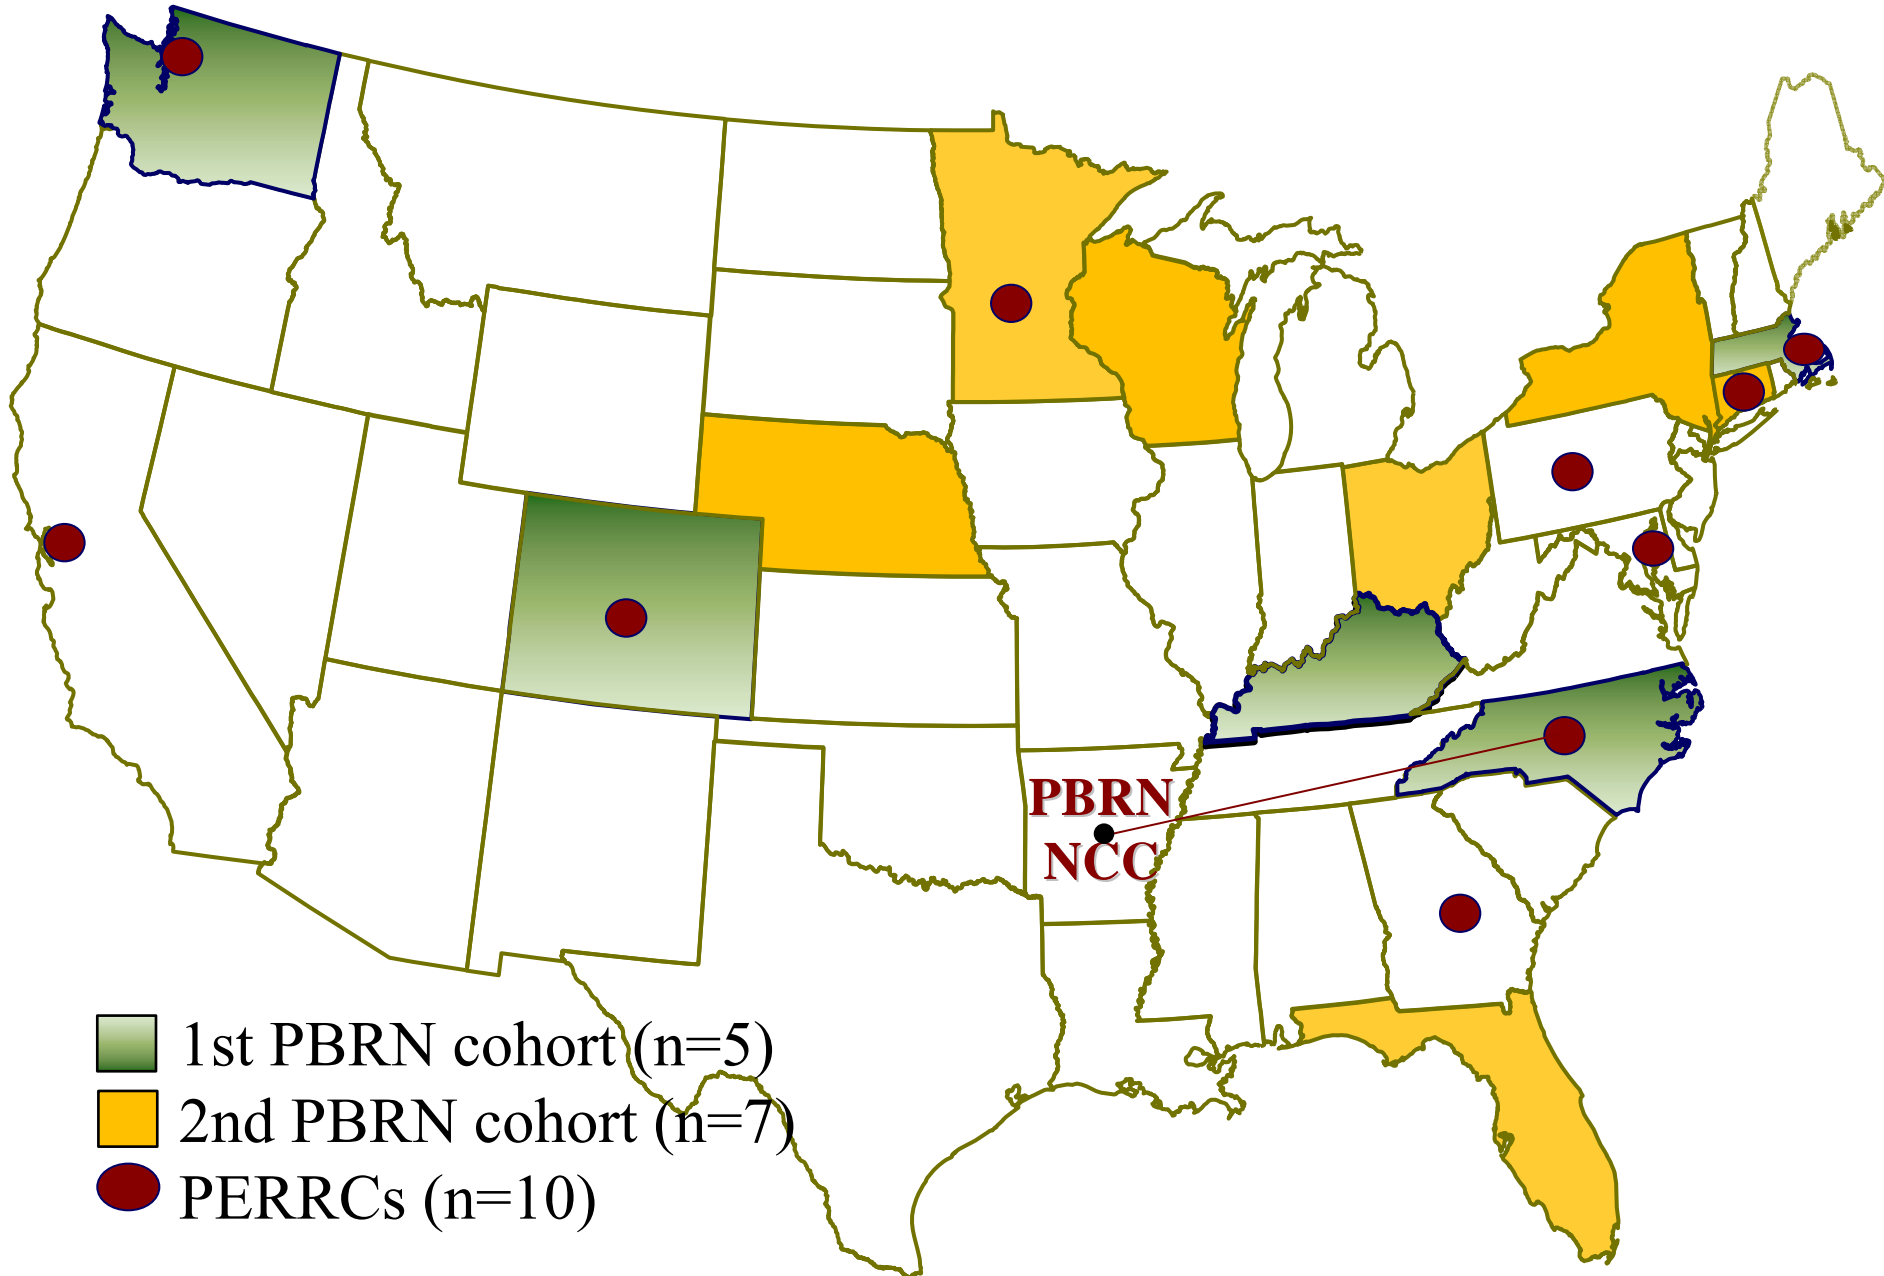 PBRN
NCC
1st PBRN cohort (n=5)
2nd PBRN cohort (n=7)
PERRCs (n=10)